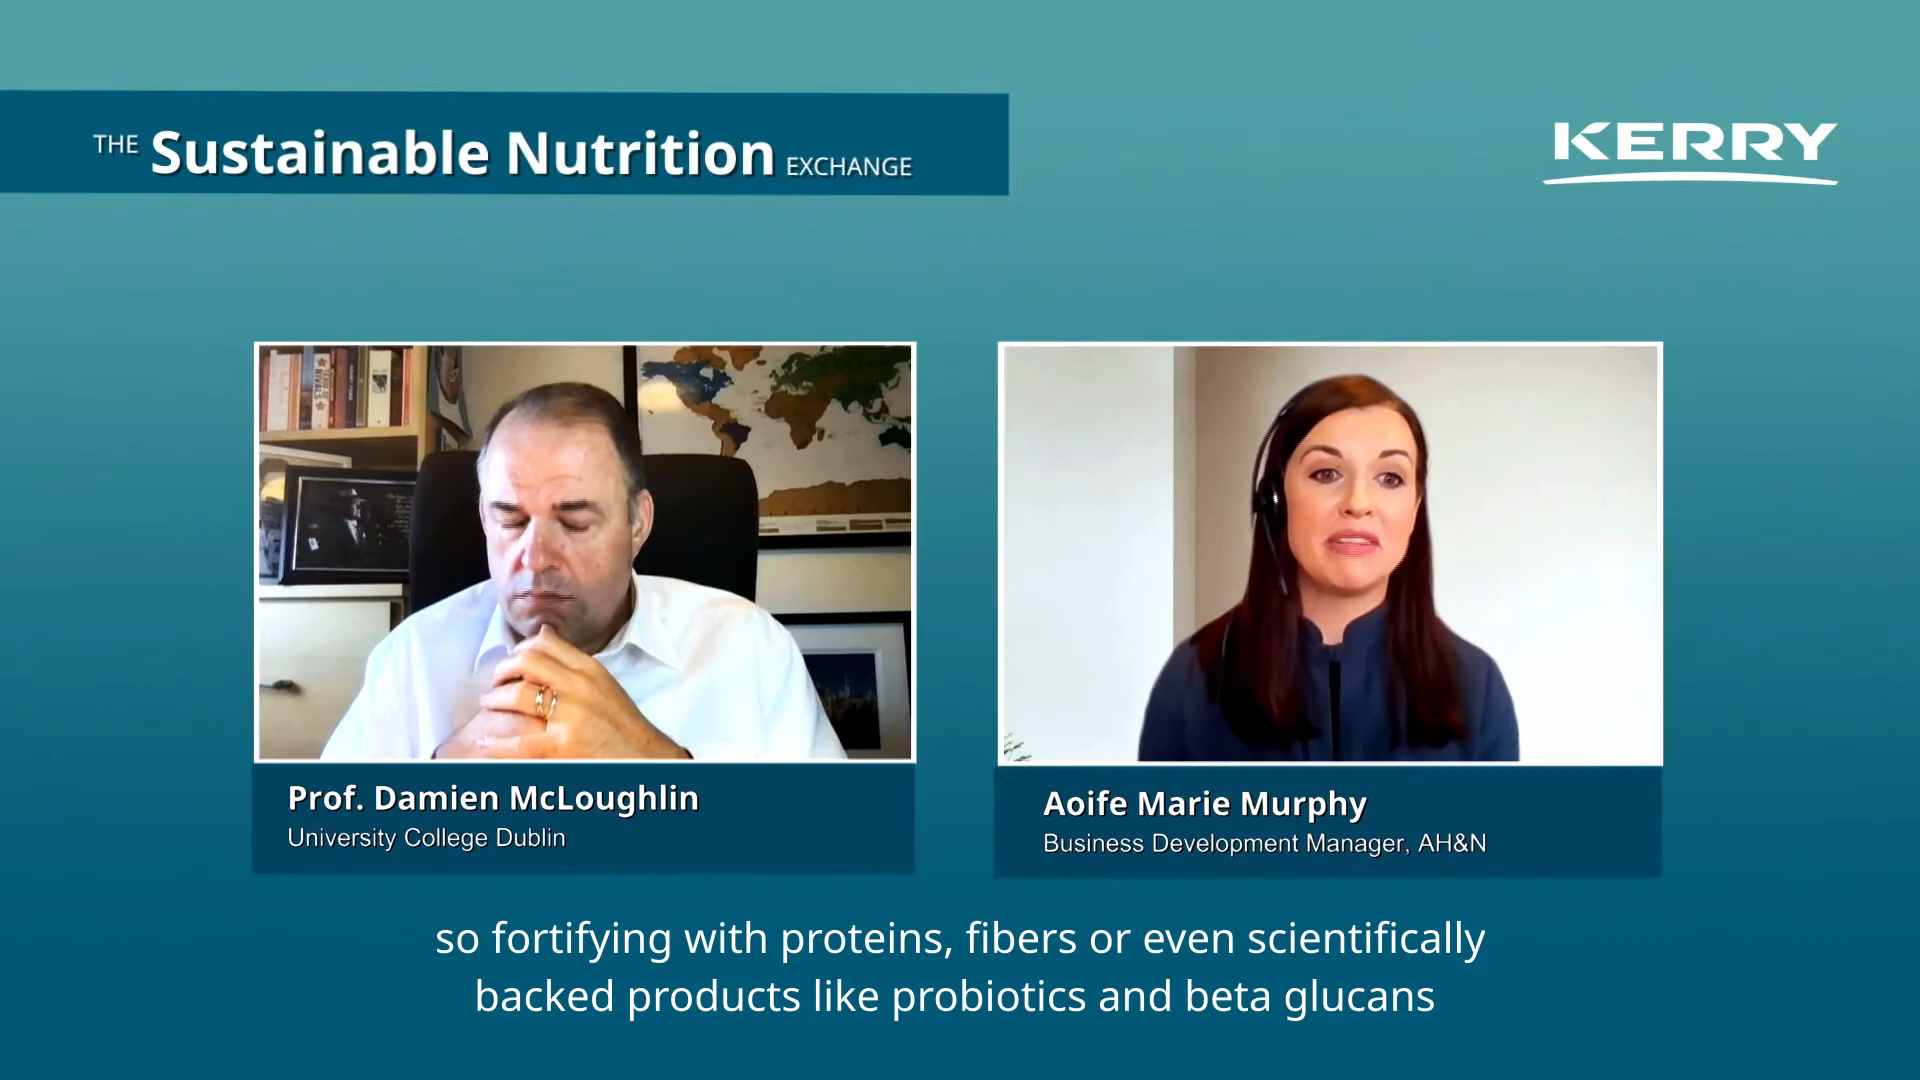 THE Sustainable Nutrition EXCHANGE
KERRY
RIVALS
Prof. Damien McLoughlin
University College Dublin
Aoife Marie Murphy
Business Development Manager, AH&N
so fortifying with proteins, fibers or even scientifically
backed products like probiotics and beta glucans